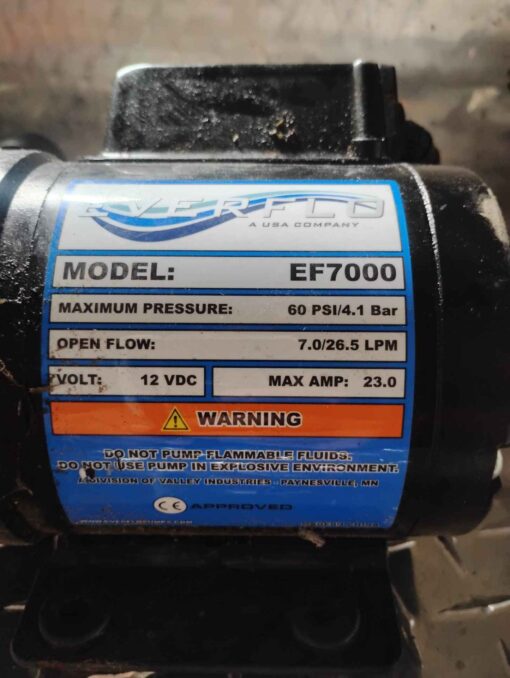 EVERFLO
A USA COMPANY
MODEL: EF7000
MAXIMUM PRESSURE: 60 PSI/4.1 Bar
OPEN FLOW: 7.0/26.5 LPM
VOLT: 12 VDC MAX AMP: 23.0
WARNING
DO NOT PUMP FLAMMABLE FLUIDS.
DO NOT USE PUMP IN EXPLOSIVE ENVIRONMENT.
DIVISION OF VALLEY INDUSTRIES - PAYNESVILLE, MN
CE APPROVED